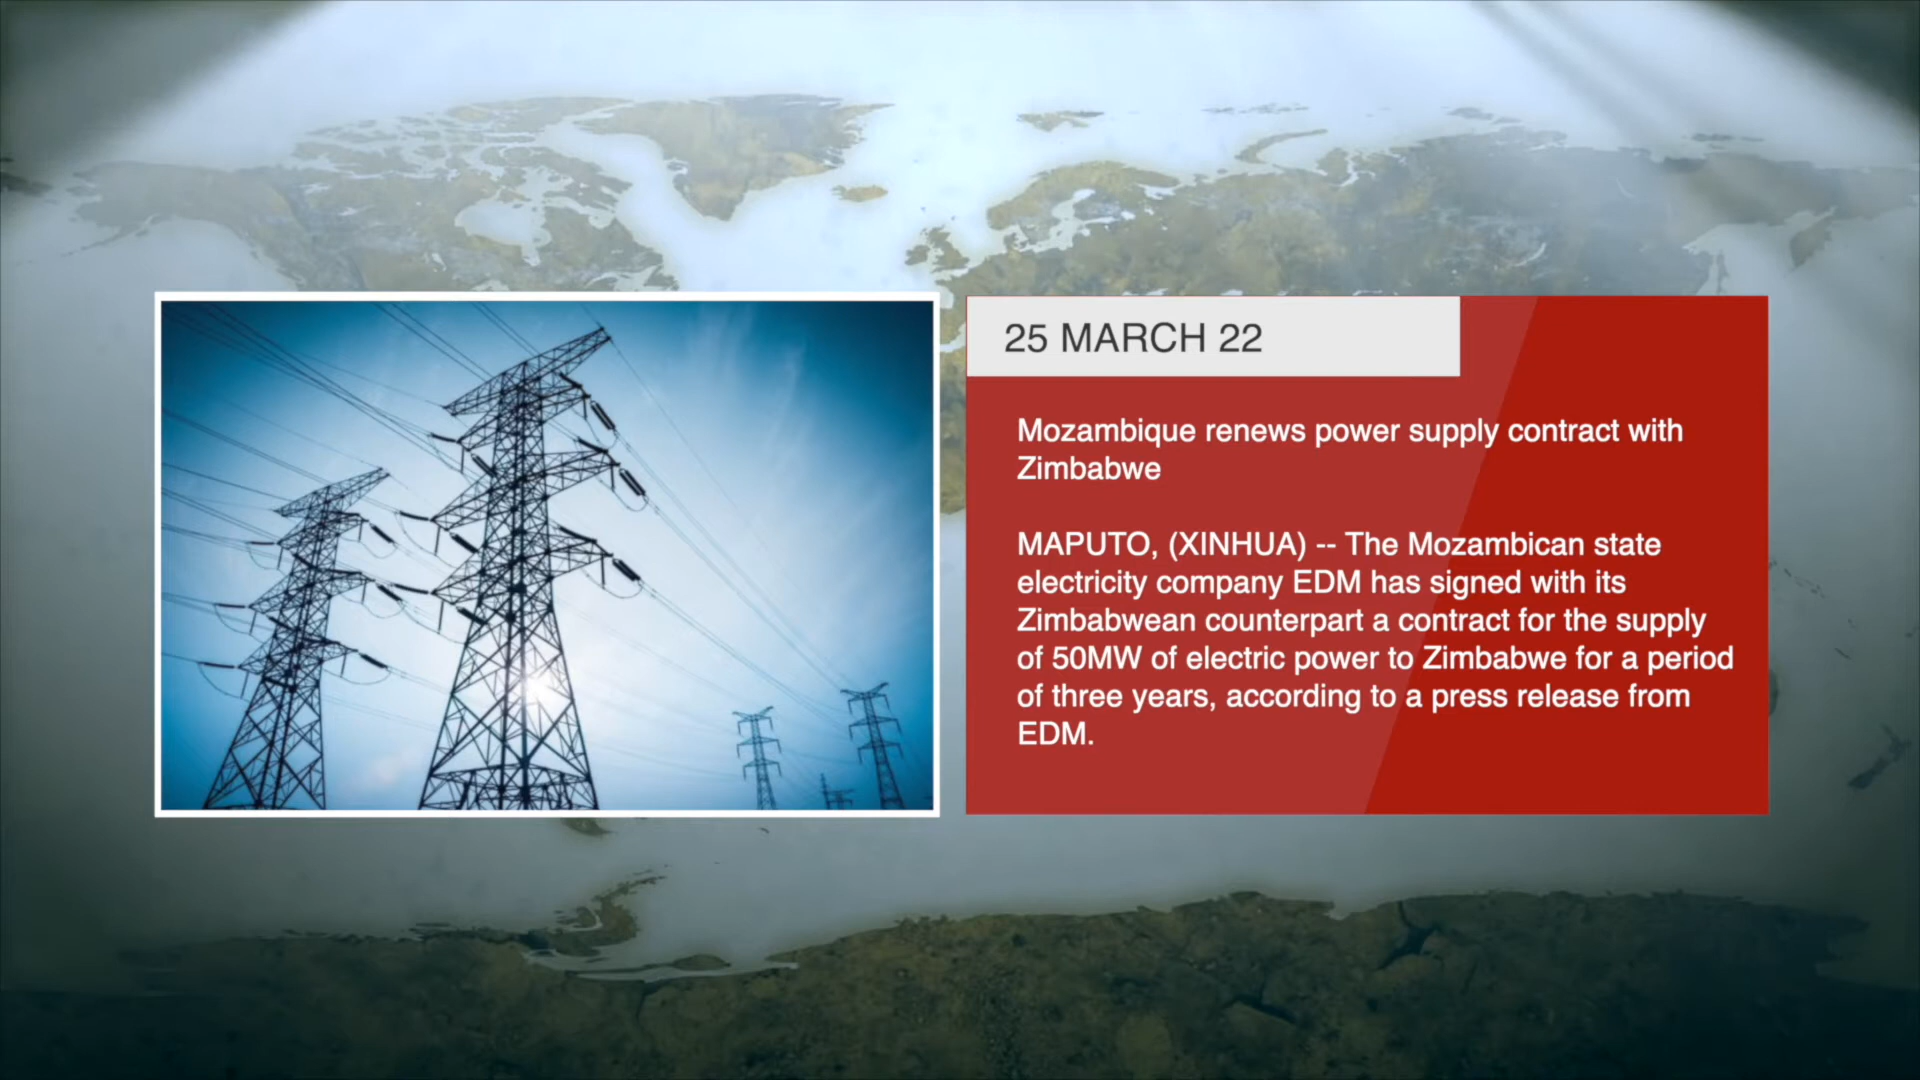 25 MARCH 22
Mozambique renews power supply contract with
Zimbabwe
MAPUTO, (XINHUA) -- The Mozambican state
electricity company EDM has signed with its
Zimbabwean counterpart a contract for the supply
of 50MW of electric power to Zimbabwe for a period
of three years, according to a press release from
EDM.